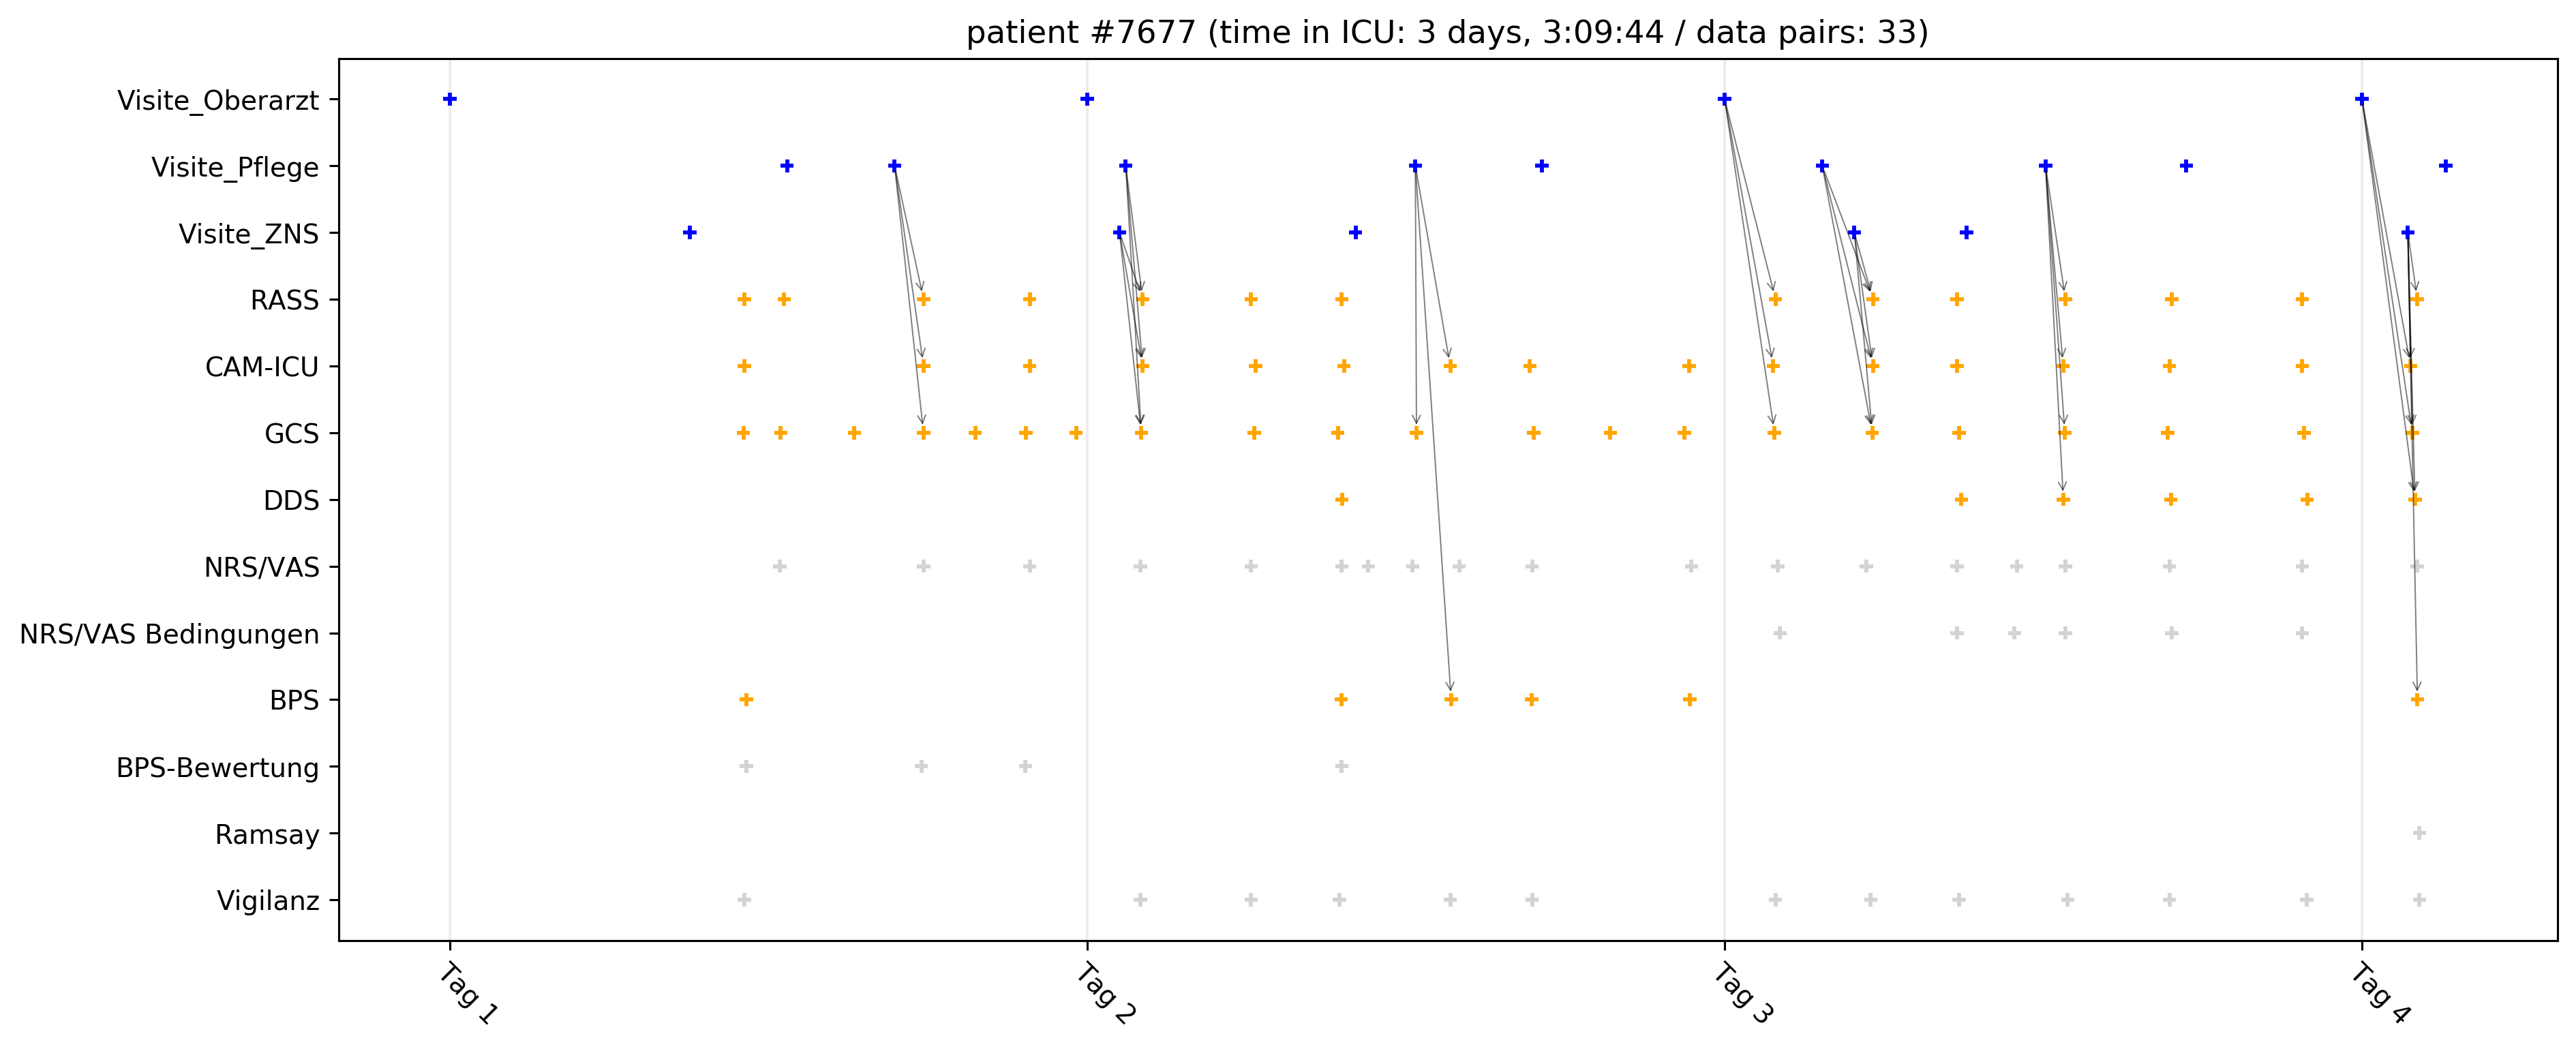 patient #7677 (time in ICU: 3 days, 3:09:44 / data pairs: 33)
Visite_Oberarzt
Visite_Pflege
Visite_ZNS
RASS
CAM-ICU
GCS
DDS
NRS/VAS
NRS/VAS Bedingungen
BPS
BPS-Bewertung
Ramsay
Vigilanz
Tag 1
Tag 2
Tag 3
Tag 4